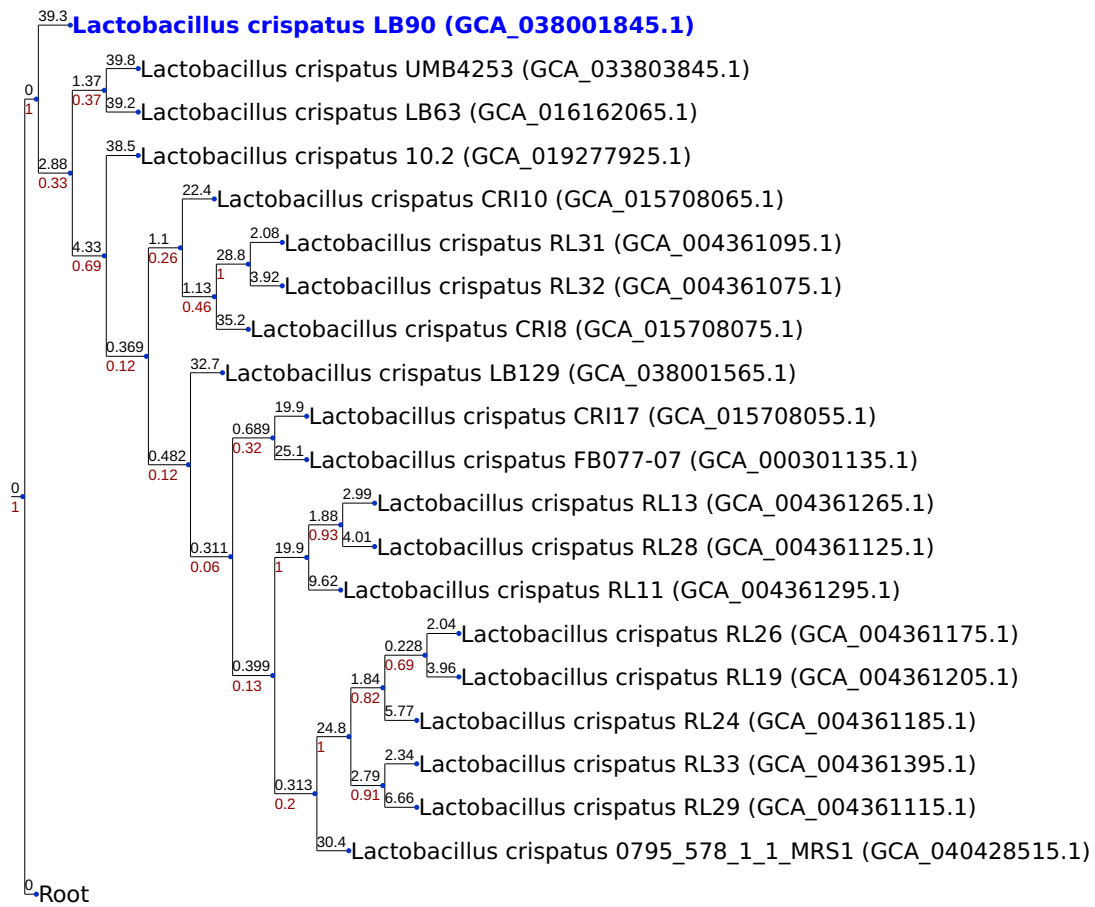 39.3
Lactobacillus crispatus LB90 (GCA_038001845.1)
39.8
Lactobacillus crispatus UMB4253 (GCA_033803845.1)
1.37
0
0.37
39.2
1
Lactobacillus crispatus LB63 (GCA_016162065.1)
38.5
Lactobacillus crispatus 10.2 (GCA_019277925.1)
2.88
0.33
22.4
Lactobacillus crispatus CRI10 (GCA_015708065.1)
2.08
Lactobacillus crispatus RL31 (GCA_004361095.1)
4.33
1.1
0.69
0.26
28.8
1
3.92
Lactobacillus crispatus RL32 (GCA_004361075.1)
1.13
0.46
35.2
Lactobacillus crispatus CRI8 (GCA_015708075.1)
0.369
0.12
32.7
Lactobacillus crispatus LB129 (GCA_038001565.1)
19.9
Lactobacillus crispatus CRI17 (GCA_015708055.1)
0.689
0.32
25.1
Lactobacillus crispatus FB077-07 (GCA_000301135.1)
0.482
0.12
0
1
2.99
Lactobacillus crispatus RL13 (GCA_004361265.1)
1.88
0.93
4.01
Lactobacillus crispatus RL28 (GCA_004361125.1)
0.311
0.06
19.9
1
9.62
Lactobacillus crispatus RL11 (GCA_004361295.1)
2.04
Lactobacillus crispatus RL26 (GCA_004361175.1)
0.228
0.69
0.399
0.13
3.96
Lactobacillus crispatus RL19 (GCA_004361205.1)
1.84
0.82
5.77
Lactobacillus crispatus RL24 (GCA_004361185.1)
24.8
1
2.34
Lactobacillus crispatus RL33 (GCA_004361395.1)
2.79
0.91
0.313
0.2
6.66
Lactobacillus crispatus RL29 (GCA_004361115.1)
30.4
Lactobacillus crispatus 0795_578_1_1_MRS1 (GCA_040428515.1)
0
Root